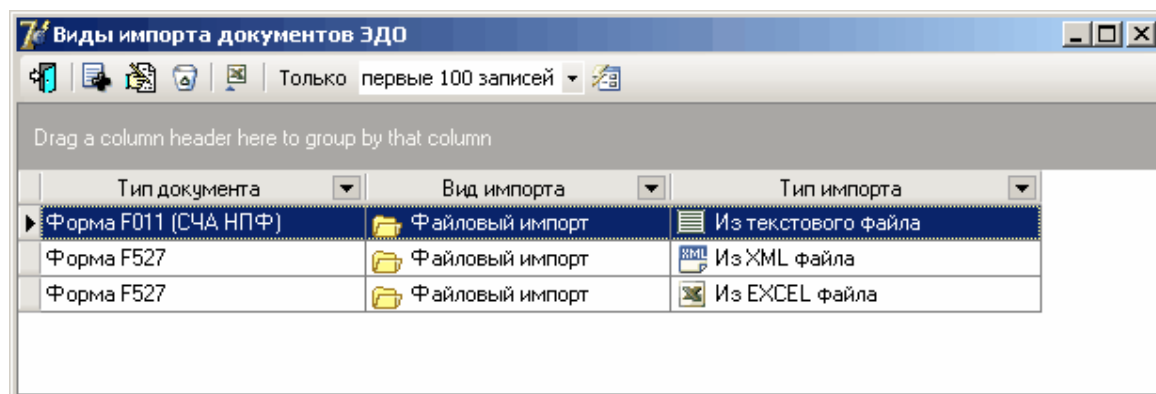 Виды импорта документов ЭДО
Только первые 100 записей
Drag a column header here to group by that column
Тип документа Вид импорта Тип импорта
Форма F011 (СЧА НПФ) Файловый импорт Из текстового файла
Форма F527 Файловый импорт XML Из XML файла
Форма F527 Файловый импорт Из EXCEL файла